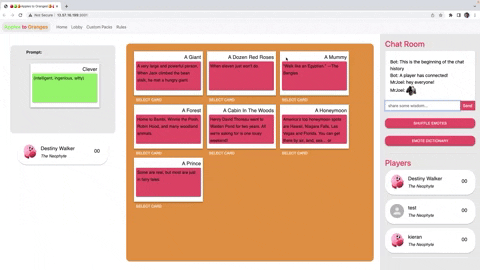 Apples to Oranges
Not Secure
13.57.10.188:3001
Apples to Oranges
Home
Lobby
Custom Packs
Rules
Prompt:
Clever
(intelligent, ingenious, witty)
Destiny Walker
The Neophyte
00
A Giant
A very large and powerful person.
When Jack climbed the bean
stalk, he met a hungry giant.
SELECT CARD
A Dozen Red Roses
When eleven just won't do.
SELECT CARD
A Mummy
"Walk like an Egyptian." --The
Bangles
SELECT CARD
A Forest
Home to Bambi, Winnie the Pooh,
Robin Hood, and many woodland
animals.
SELECT CARD
A Cabin In The Woods
Henry David Thoreau went to
Walden Pond for two years. All
we're asking for is one lousy
weekend!!
SELECT CARD
A Honeymoon
America's top honeymoon spots
are Hawaii, Niagara Falls, Las
Vegas and Florida. You can get
there by air, land, sea... or
SELECT CARD
A Prince
Some are real, but most are just
in fairy tales.
SELECT CARD
Chat Room
Bot: This is the beginning of the chat
history
Bot: A player has connected!
MrJoel: hey everone!
MrJoel:
share some wisdom...
Send
SHUFFLE EMOTES
EMOTE DICTIONARY
Players
Destiny Walker
The Neophyte
00
test
The Neophyte
00
kieran
The Neophyte
00